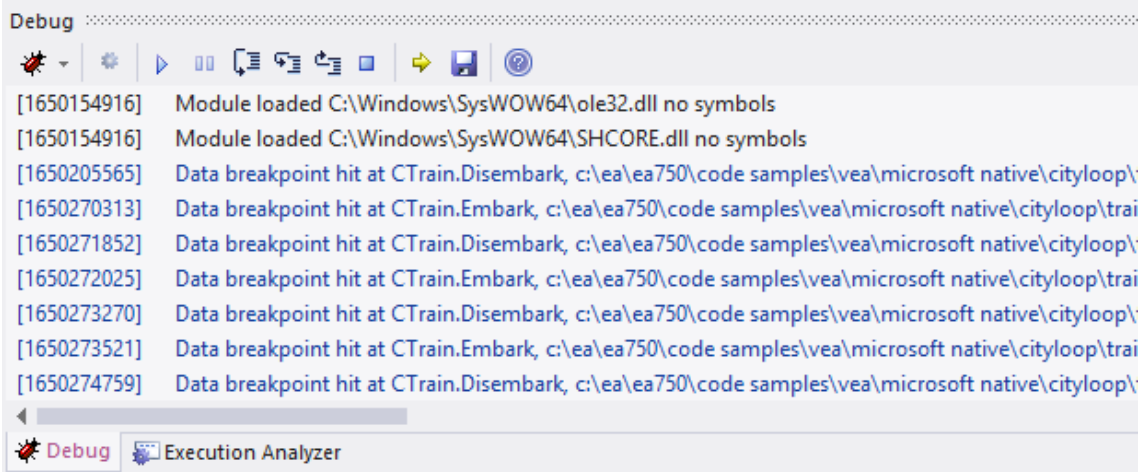 Debug
[1650154916] Module loaded C:\Windows\SysWOW64\ole32.dll no symbols
[1650154916] Module loaded C:\Windows\SysWOW64\SHCORE.dll no symbols
[1650205565] Data breakpoint hit at CTrain.Disembark, c:\ea\ea750\code samples\vea\microsoft native\cityloop\
[1650270313] Data breakpoint hit at CTrain.Embark, c:\ea\ea750\code samples\vea\microsoft native\cityloop\trai
[1650271852] Data breakpoint hit at CTrain.Disembark, c:\ea\ea750\code samples\vea\microsoft native\cityloop\
[1650272025] Data breakpoint hit at CTrain.Embark, c:\ea\ea750\code samples\vea\microsoft native\cityloop\trai
[1650273270] Data breakpoint hit at CTrain.Disembark, c:\ea\ea750\code samples\vea\microsoft native\cityloop\
[1650273521] Data breakpoint hit at CTrain.Embark, c:\ea\ea750\code samples\vea\microsoft native\cityloop\trai
[1650274759] Data breakpoint hit at CTrain.Disembark, c:\ea\ea750\code samples\vea\microsoft native\cityloop\
Debug Execution Analyzer